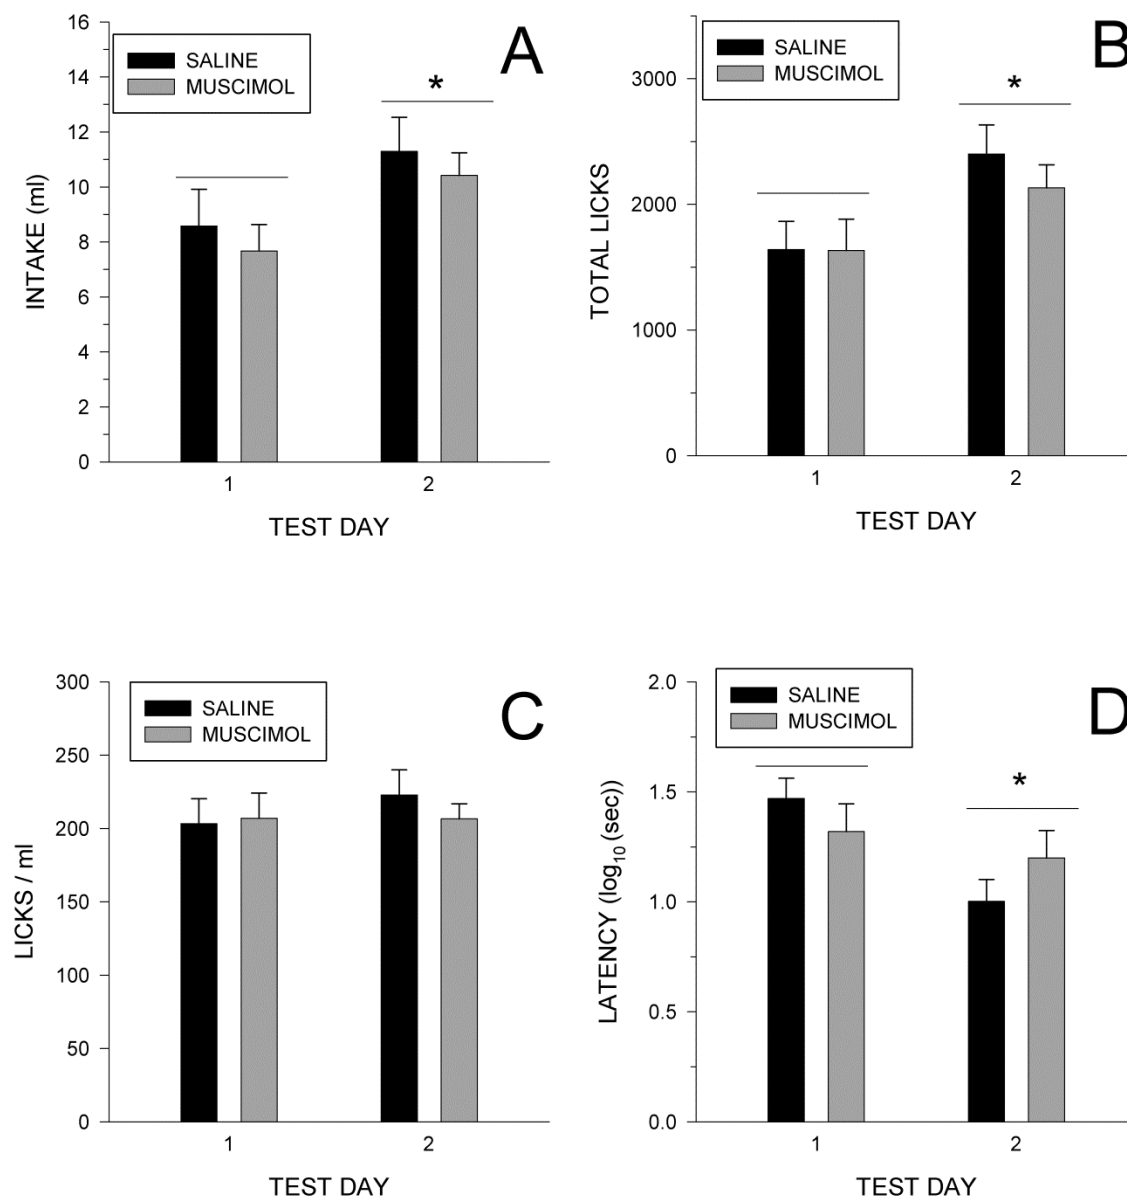 A
SALINE
MUSCIMOL
*
INTAKE (ml)
16
14
12
10
8
6
4
2
0
1
2
TEST DAY
B
SALINE
MUSCIMOL
*
TOTAL LICKS
3000
2000
1000
0
1
2
TEST DAY
C
SALINE
MUSCIMOL
LICKS / ml
300
250
200
150
100
50
0
1
2
TEST DAY
D
SALINE
MUSCIMOL
*
LATENCY (log₁₀ (sec))
2.0
1.5
1.0
0.5
0.0
1
2
TEST DAY